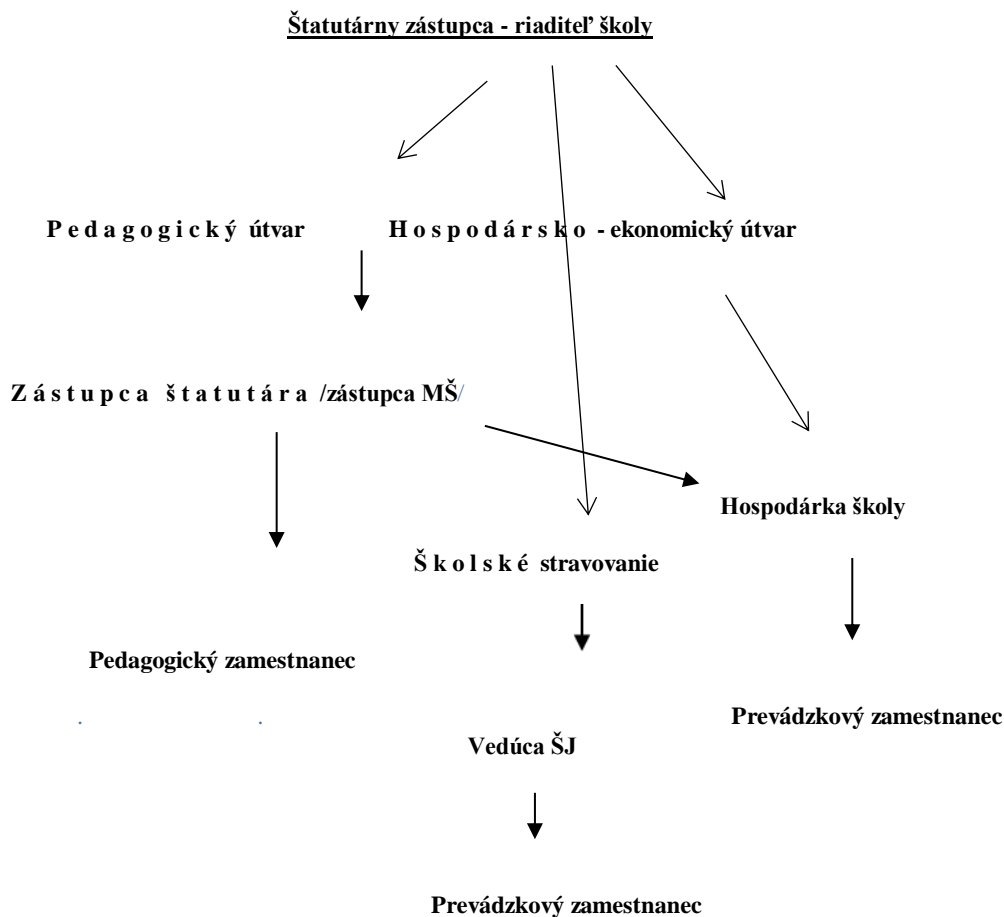 Štatutárny zástupca - riaditeľ školy
P e d a g o g i c k ý útvar
H o s p o d á r s k o - ekonomický útvar
Z á s t u p c a š t a t u t á r a /zástupca MŠ/
Hospodárka školy
Š k o l s k é stravovanie
Pedagogický zamestnanec
. .
Prevádzkový zamestnanec
Vedúca ŠJ
Prevádzkový zamestnanec